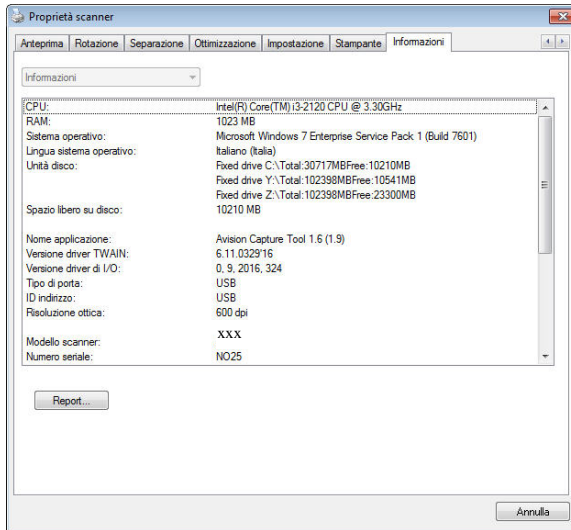 Proprietà scanner
Anteprima Rotazione Separazione Ottimizzazione Impostazione Stampante Informazioni
Informazioni
CPU: Intel(R) Core(TM) i3-2120 CPU @ 3.30GHz
RAM: 1023 MB
Sistema operativo: Microsoft Windows 7 Enterprise Service Pack 1 (Build 7601)
Lingua sistema operativo: Italiano (Italia)
Unità disco: Fixed drive C:\Total:30717MBFree:10210MB
Fixed drive Y:\Total:102398MBFree:10541MB
Fixed drive Z:\Total:102398MBFree:23300MB
Spazio libero su disco: 10210 MB
Nome applicazione: Avision Capture Tool 1.6 (1.9)
Versione driver TWAIN: 6.11.0329'16
Versione driver di I/O: 0, 9, 2016, 324
Tipo di porta: USB
ID indirizzo: USB
Risoluzione ottica: 600 dpi
Modello scanner: xxx
Numero seriale: NO25
Report...
Annulla